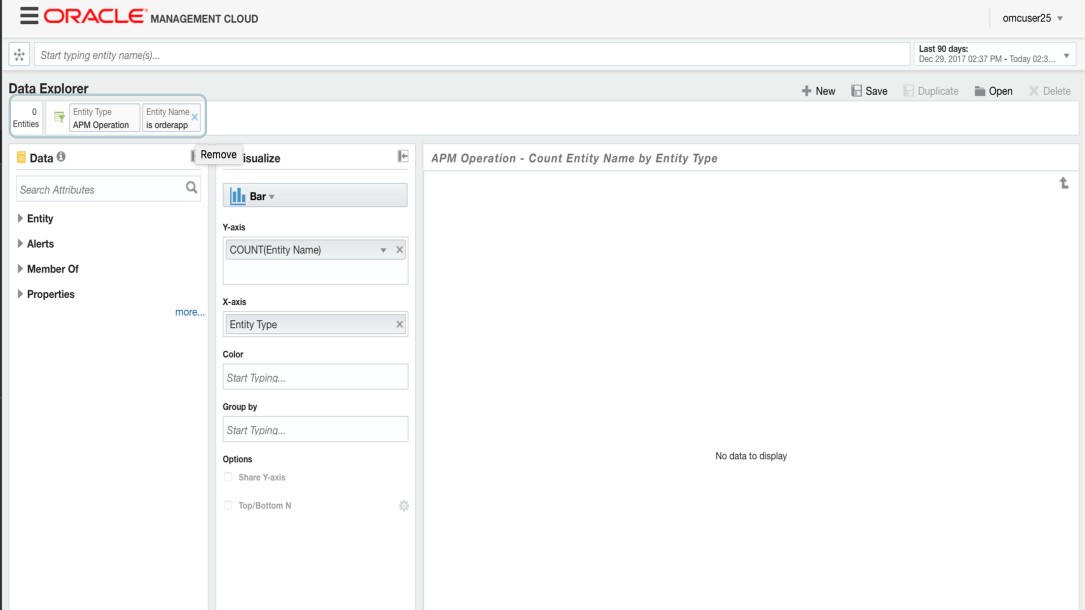 ORACLE MANAGEMENT CLOUD
omcuser25
Start typing entity name(s)...
Last 90 days:
Dec 29, 2017 02:37 PM - Today 02:3...
Data Explorer
New
Save
Duplicate
Open
Delete
0
Entities
Entity Type
APM Operation
Entity Name
is orderapp
Data
Remove
isualize
Search Attributes
Entity
Alerts
Member Of
Properties
more...
Bar
Y-axis
COUNT(Entity Name)
X-axis
Entity Type
Color
Start Typing...
Group by
Start Typing...
Options
Share Y-axis
Top/Bottom N
APM Operation - Count Entity Name by Entity Type
No data to display